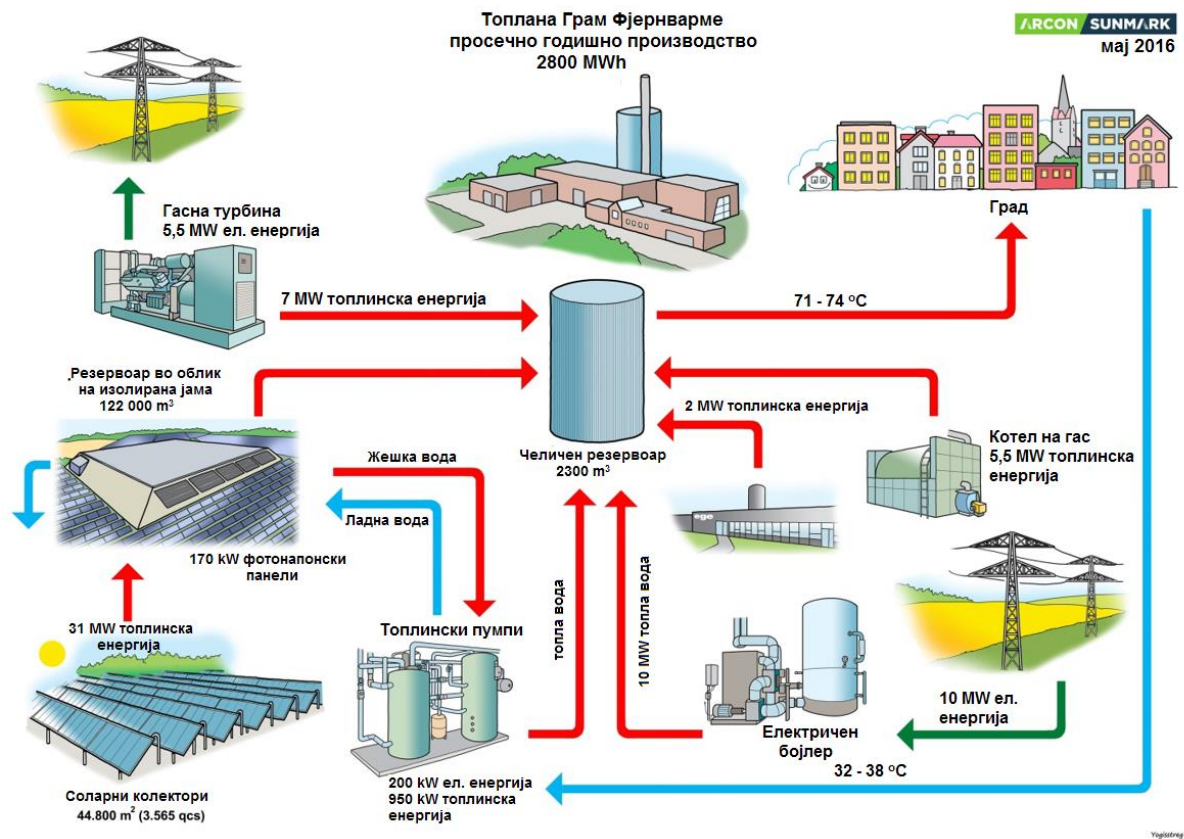 Топлана Грам Фјернварме
просечно годишно производство
2800 MWh
ARCON SUNMARK
мај 2016
Гасна турбина
5,5 MW ел. енергија
7 MW топлинска енергија
71 - 74 °C
Град
Резервоар во облик
на изолирана јама
122 000 m³
Челичен резервоар
2300 m³
2 MW топлинска енергија
Котел на гас
5,5 MW топлинска
енергија
Жешка вода
Ладна вода
ege
170 kW фотонапонски
панели
31 MW топлинска
енергија
Топлински пумпи
топла вода
10 MW топла вода
Електричен
бојлер
10 MW ел.
енергија
32 - 38 °C
200 kW ел. енергија
950 kW топлинска
енергија
Соларни колектори
44.800 m² (3.565 qcs)